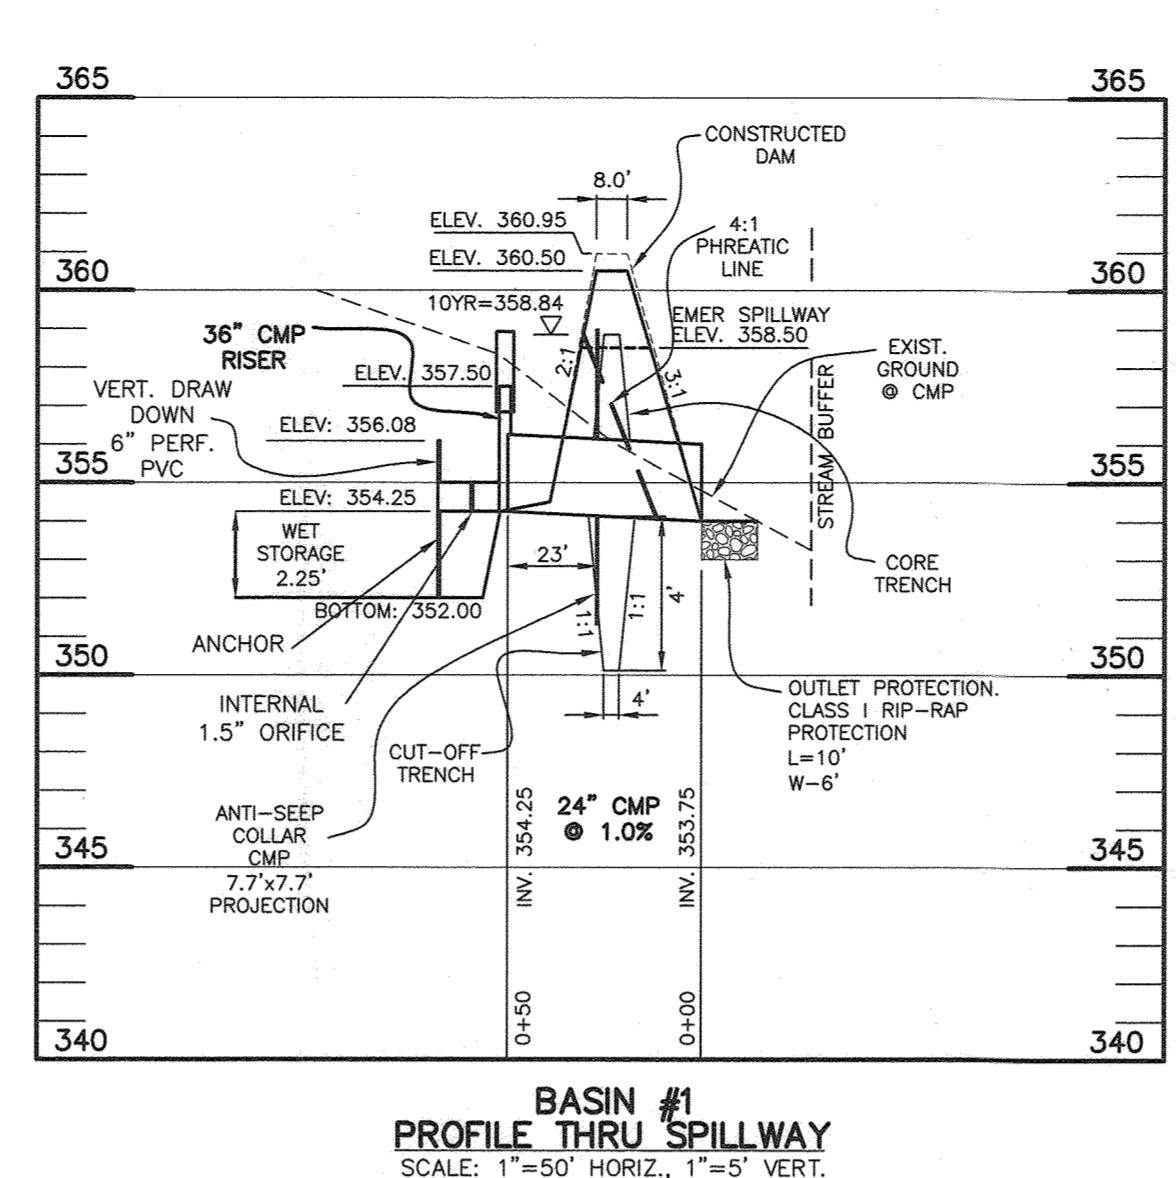 365
365
CONSTRUCTED
DAM
8.0'
ELEV. 360.95
4:1
PHREATIC
LINE
ELEV. 360.50
360
360
10YR=358.84
EMER SPILLWAY
ELEV. 358.50
36" CMP
RISER
EXIST.
GROUND
@ CMP
2:1
3:1
ELEV. 357.50
VERT. DRAW
DOWN
6" PERF.
PVC
ELEV: 356.08
STREAM BUFFER
355
355
ELEV: 354.25
WET
STORAGE
2.25'
23'
CORE
TRENCH
BOTTOM: 352.00
1:1
1:1
4'
ANCHOR
350
350
INTERNAL
1.5" ORIFICE
4'
OUTLET PROTECTION.
CLASS I RIP-RAP
PROTECTION
L=10'
W-6'
CUT-OFF
TRENCH
ANTI-SEEP
COLLAR
CMP
7.7'x7.7'
PROJECTION
24" CMP
@ 1.0%
INV. 354.25
INV. 353.75
345
345
0+50
0+00
340
340
BASIN #1
PROFILE THRU SPILLWAY
SCALE: 1"=50' HORIZ., 1"=5' VERT.